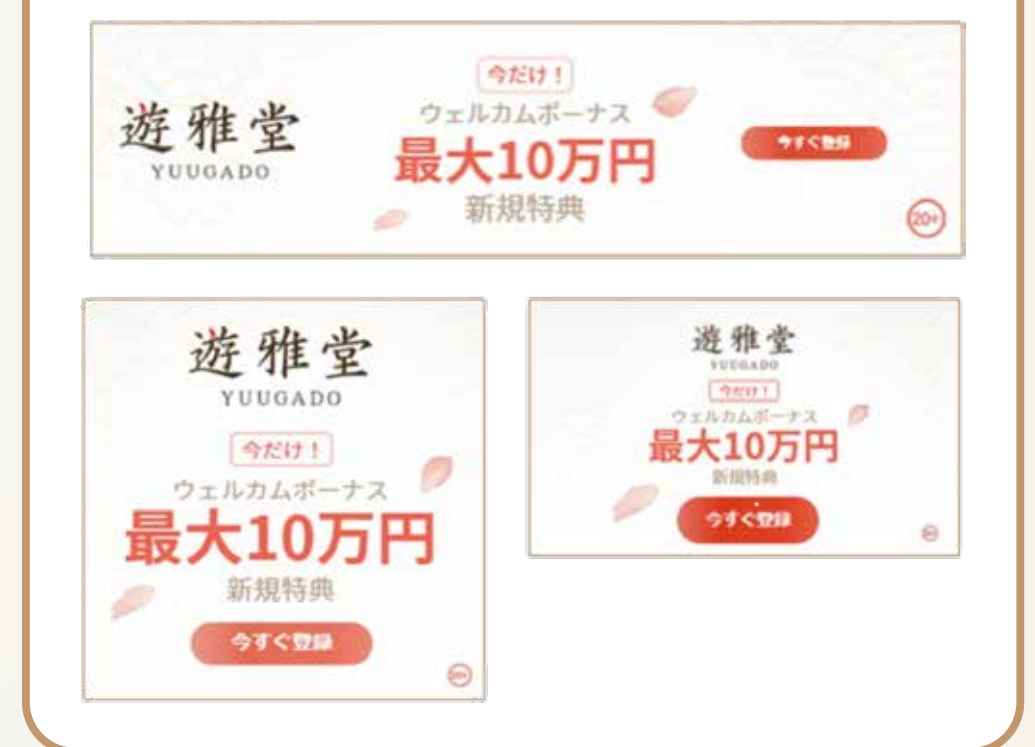 遊雅堂
YUUGADO
今だけ！
ウェルカムボーナス
最大10万円
新規特典
今すぐ登録
20+
遊雅堂
YUUGADO
今だけ！
ウェルカムボーナス
最大10万円
新規特典
今すぐ登録
遊雅堂
YUUGADO
今だけ！
ウェルカムボーナス
最大10万円
新規特典
今すぐ登録